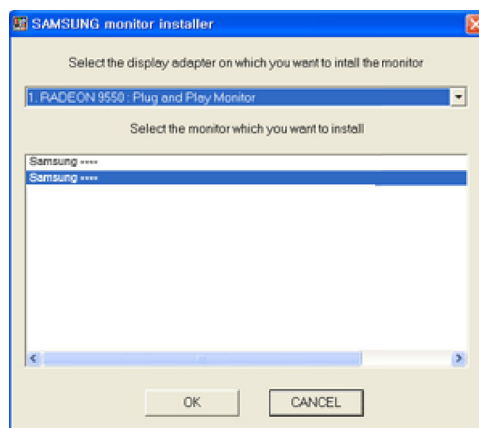 SAMSUNG monitor installer
Select the display adapter on which you want to intall the monitor
1. RADEON 9550 : Plug and Play Monitor
Select the monitor which you want to install
Samsung ----
Samsung ----
OK
CANCEL